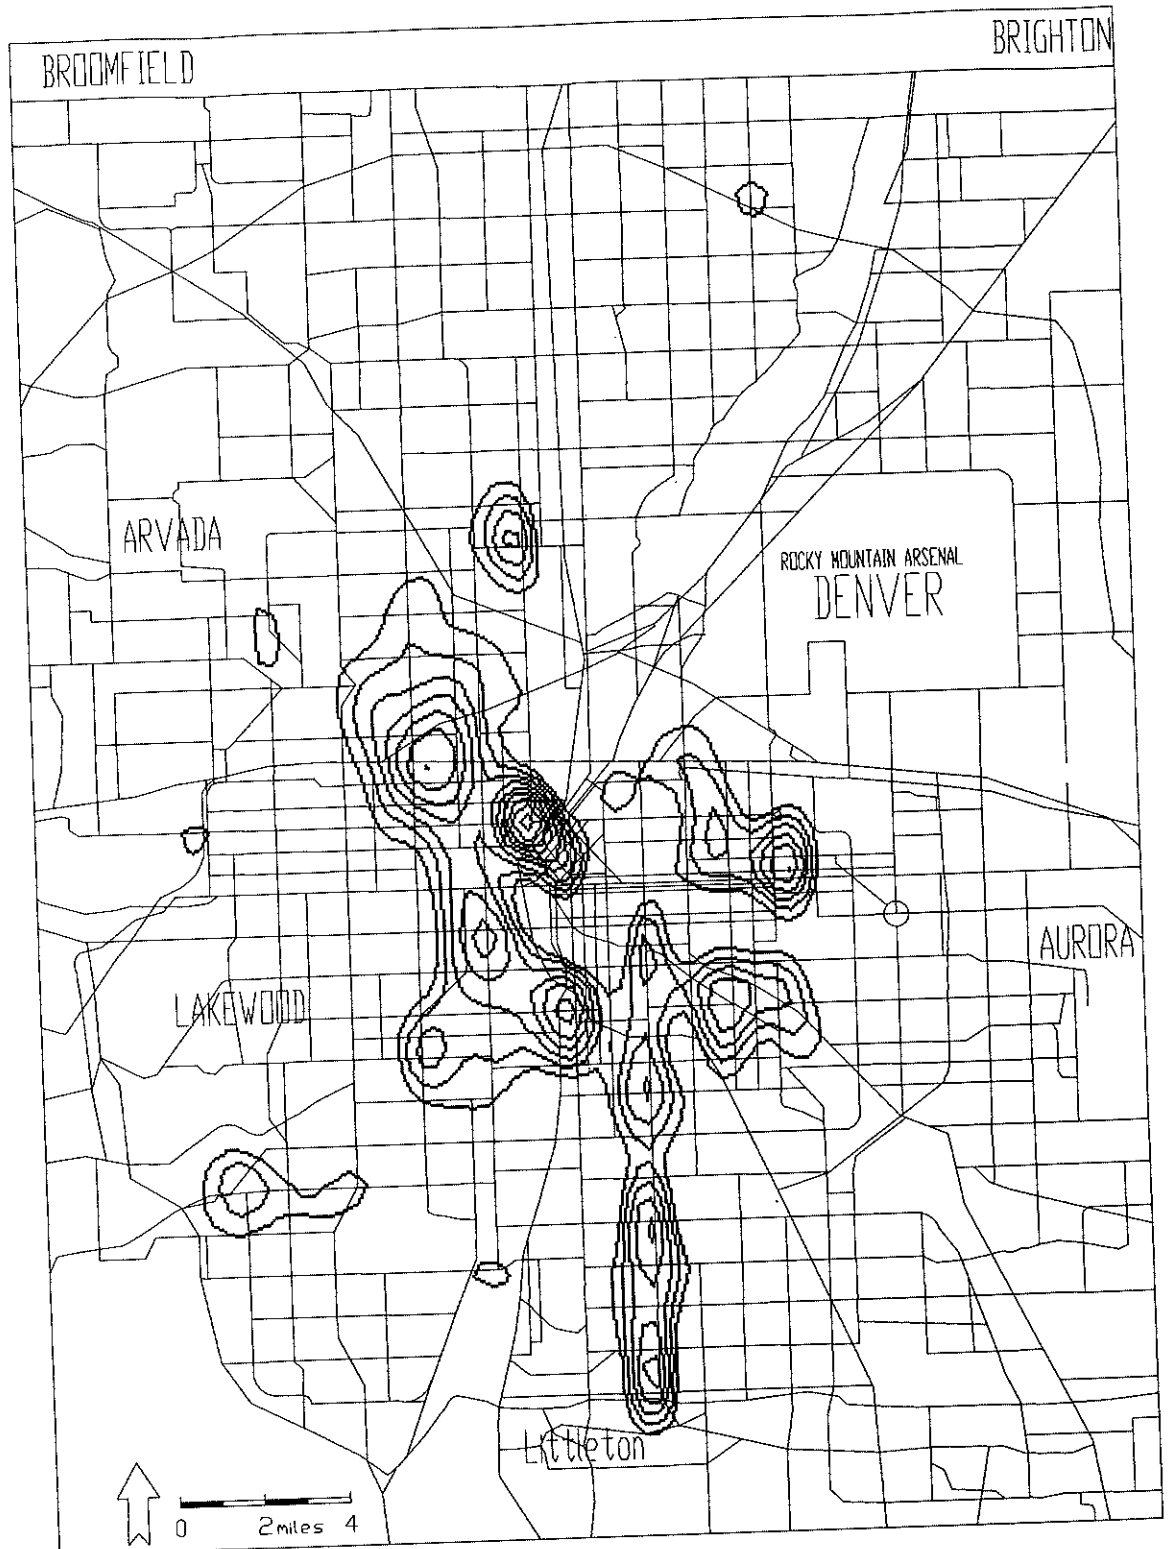 BRIGHTON
BROOMFIELD
ARVADA
ROCKY MOUNTAIN ARSENAL
DENVER
AURORA
LAKEWOOD
Littleton
0 2miles 4